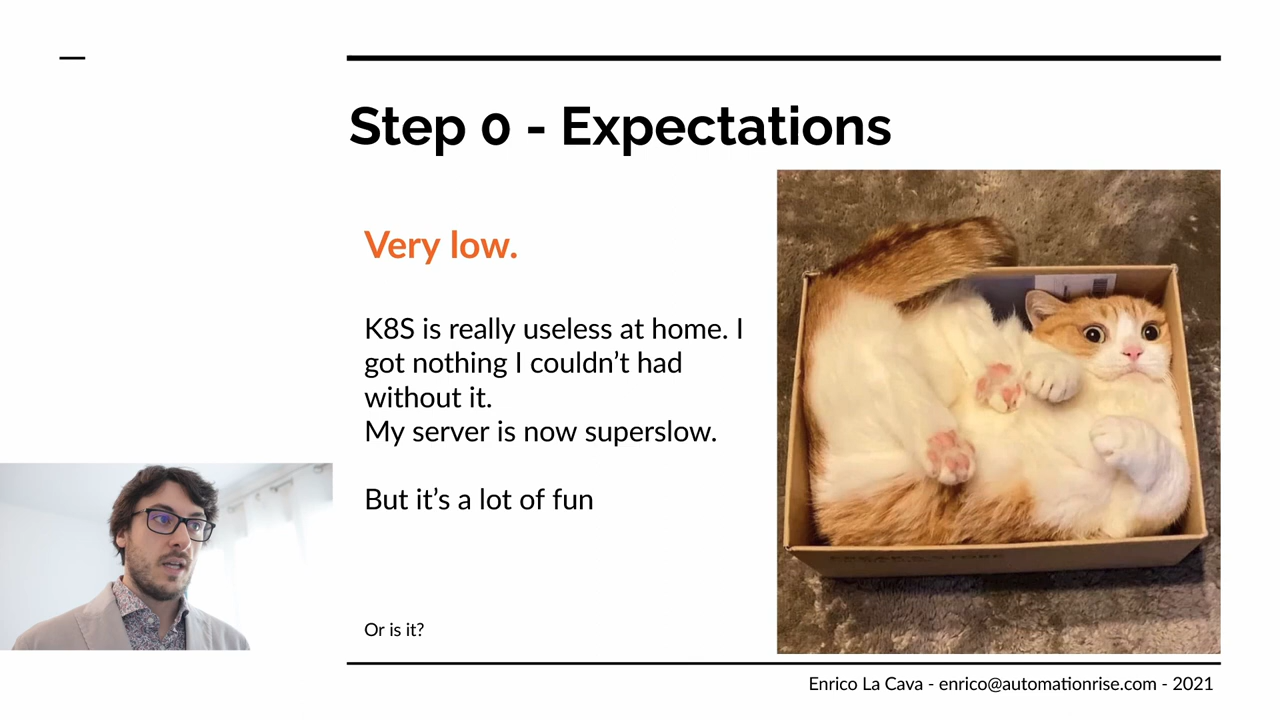 Step 0 - Expectations
Very low.
K8S is really useless at home. I
got nothing I couldn’t had
without it.
My server is now superslow.
But it’s a lot of fun
Or is it?
Enrico La Cava - enrico@automationrise.com - 2021